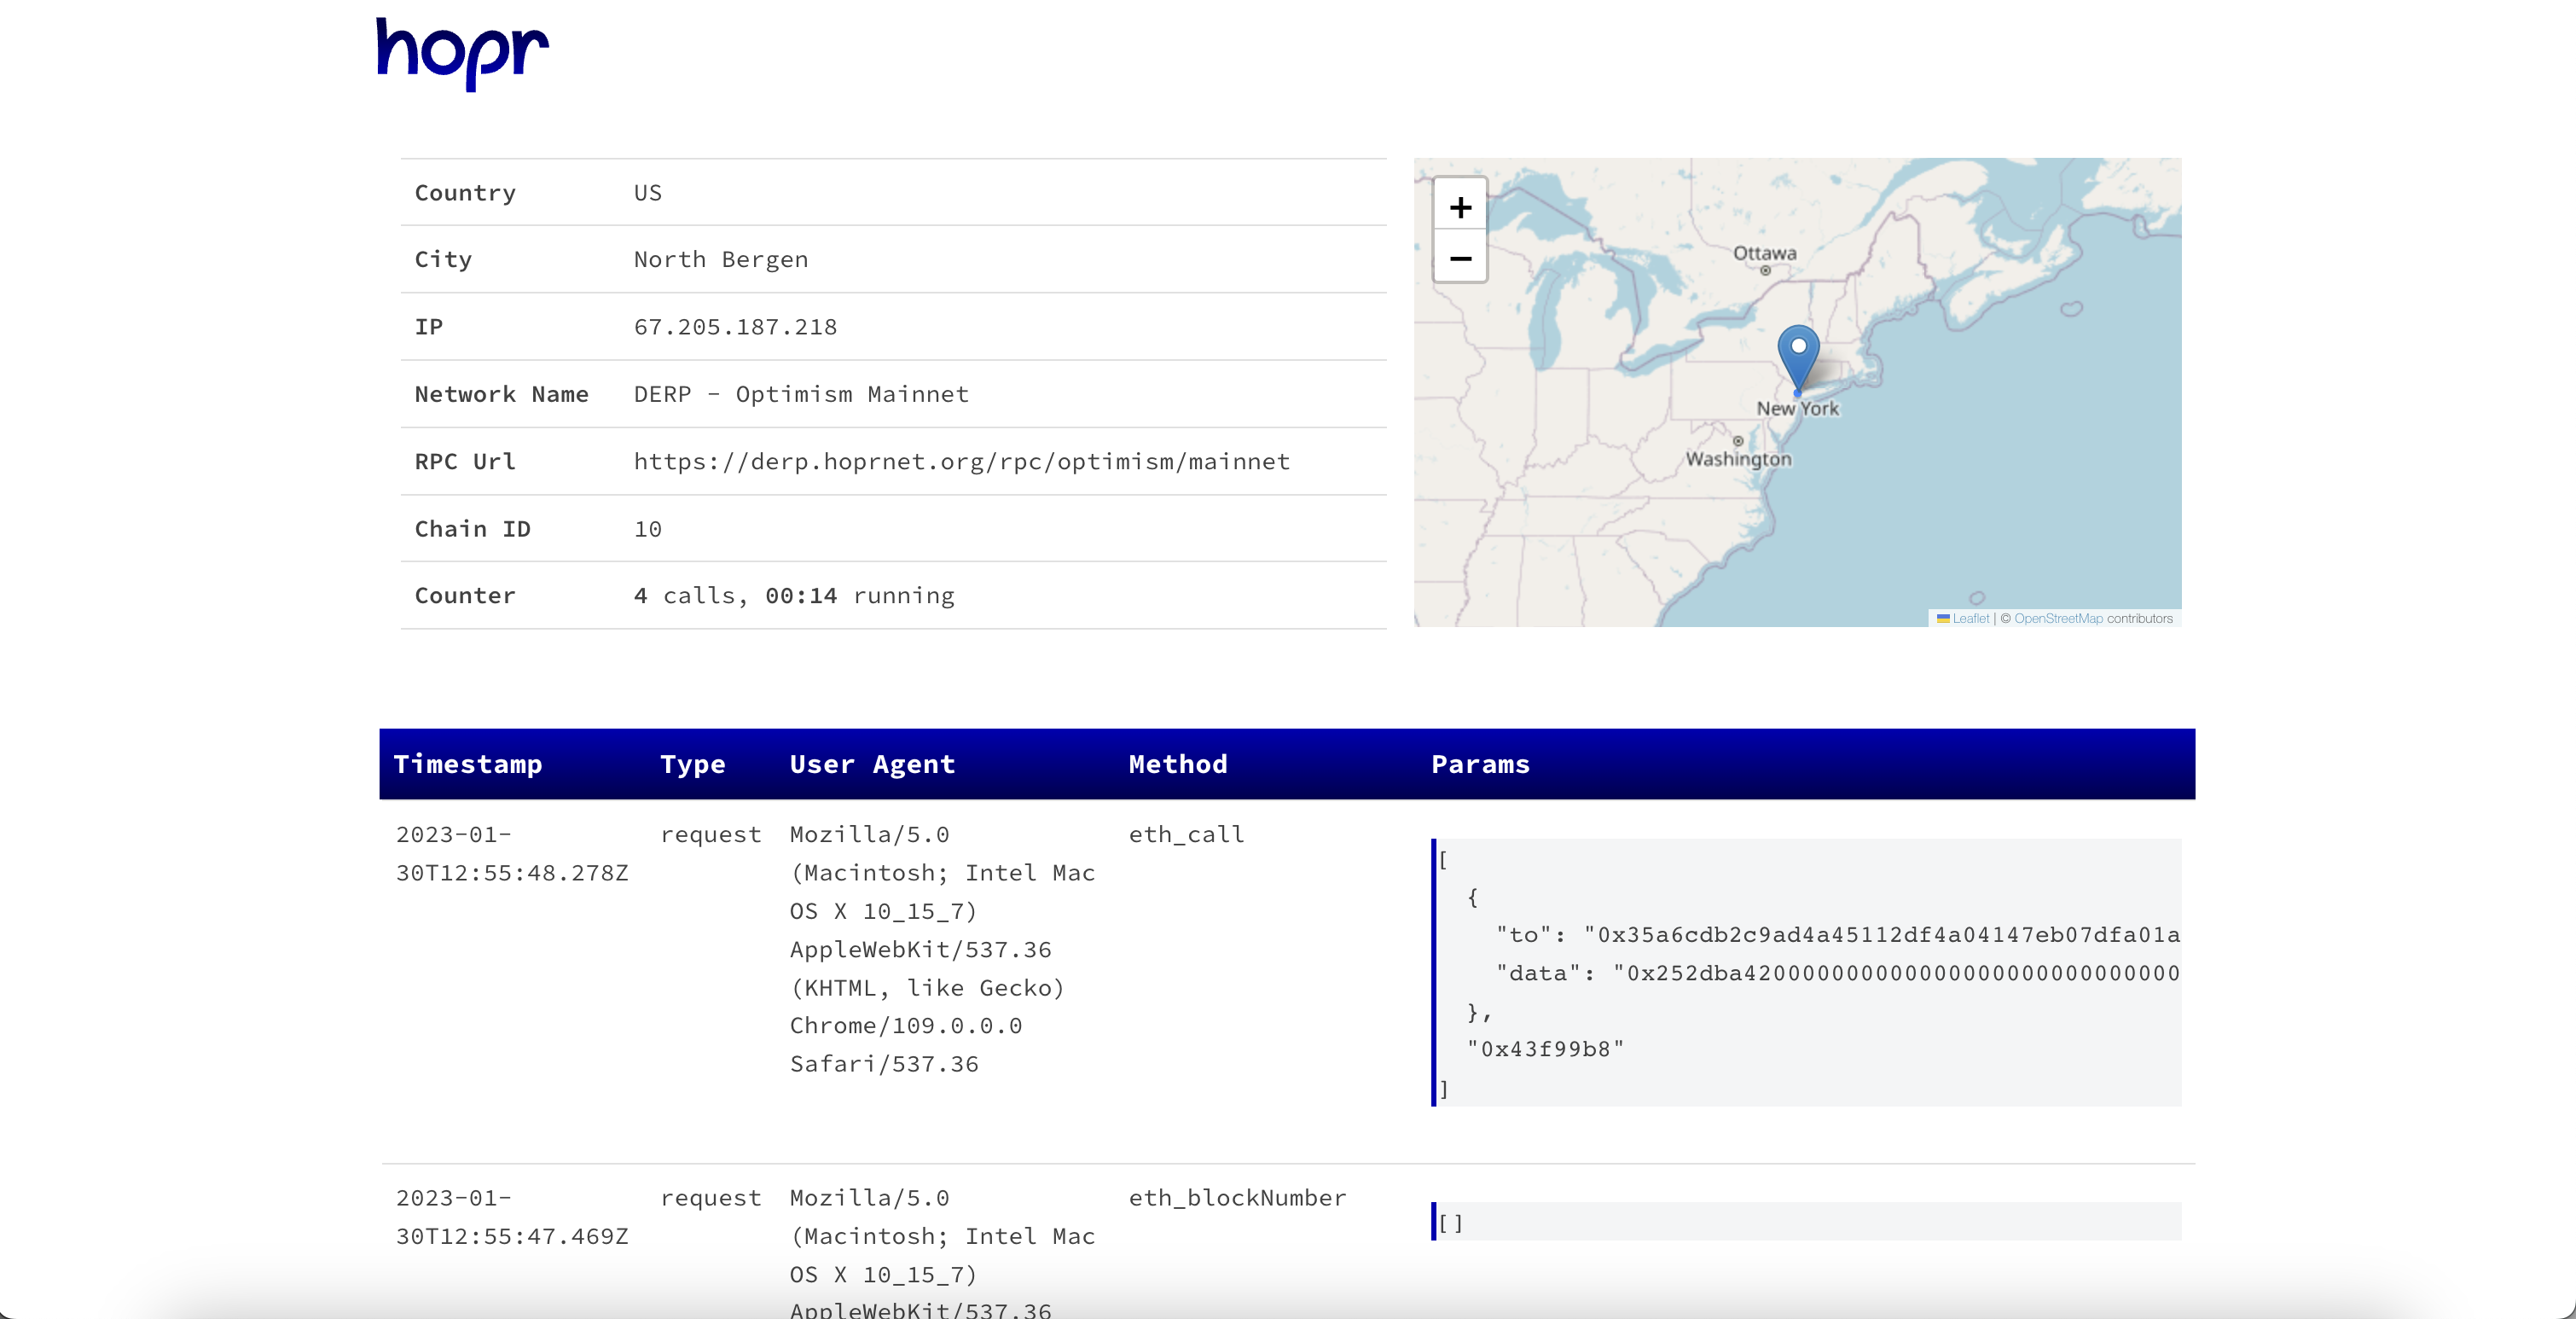 hopr
Country US
City North Bergen
IP 67.205.187.218
Network Name DERP - Optimism Mainnet
RPC Url https://derp.hoprnet.org/rpc/optimism/mainnet
Chain ID 10
Counter 4 calls, 00:14 running
+
−
Ottawa
New York
Washington
Leaflet | © OpenStreetMap contributors
Timestamp Type User Agent Method Params
2023-01-
30T12:55:48.278Z
request
Mozilla/5.0
(Macintosh; Intel Mac
OS X 10_15_7)
AppleWebKit/537.36
(KHTML, like Gecko)
Chrome/109.0.0.0
Safari/537.36
eth_call
[
{
"to": "0x35a6cdb2c9ad4a45112df4a04147eb07dfa01a
"data": "0x252dba420000000000000000000000000000
},
"0x43f99b8"
]
2023-01-
30T12:55:47.469Z
request
Mozilla/5.0
(Macintosh; Intel Mac
OS X 10_15_7)
AppleWebKit/537.36
eth_blockNumber
[]